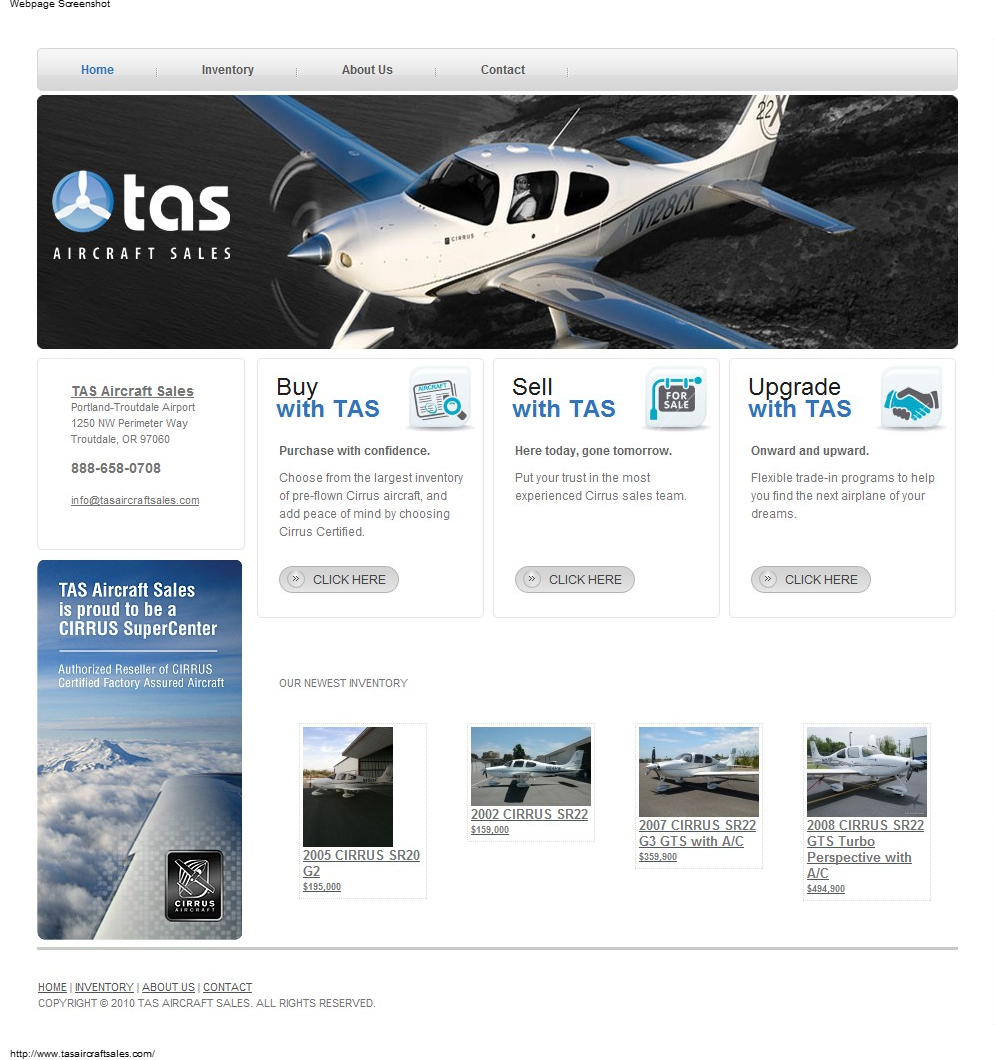 Webpage Screenshot
Home
Inventory
About Us
Contact
22X
N128CK
CIRRUS
tas
AIRCRAFT SALES
TAS Aircraft Sales
Portland-Troutdale Airport
1250 NW Perimeter Way
Troutdale, OR 97060
888-658-0708
info@tasaircraftsales.com
Buy
with TAS
AIRCRAFT
Purchase with confidence.
Choose from the largest inventory
of pre-flown Cirrus aircraft, and
add peace of mind by choosing
Cirrus Certified.
» CLICK HERE
Sell
with TAS
FOR
SALE
Here today, gone tomorrow.
Put your trust in the most
experienced Cirrus sales team.
» CLICK HERE
Upgrade
with TAS
Onward and upward.
Flexible trade-in programs to help
you find the next airplane of your
dreams.
» CLICK HERE
TAS Aircraft Sales
is proud to be a
CIRRUS SuperCenter
Authorized Reseller of CIRRUS
Certified Factory Assured Aircraft
CIRRUS
AIRCRAFT
OUR NEWEST INVENTORY
2005 CIRRUS SR20
G2
$195,000
2002 CIRRUS SR22
$159,000
2007 CIRRUS SR22
G3 GTS with A/C
$359,900
2008 CIRRUS SR22
GTS Turbo
Perspective with
A/C
$494,900
HOME | INVENTORY | ABOUT US | CONTACT
COPYRIGHT © 2010 TAS AIRCRAFT SALES. ALL RIGHTS RESERVED.
http://www.tasaircraftsales.com/